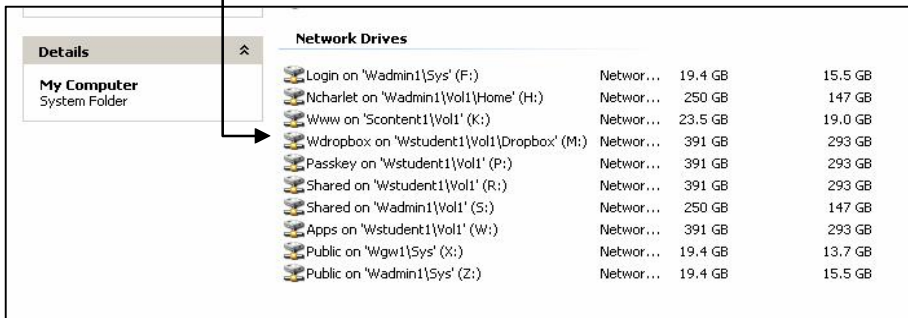 Details
My Computer
System Folder
Network Drives
Login on 'Wadmin1\Sys' (F:) Networ... 19.4 GB 15.5 GB
Ncharlet on 'Wadmin1\Vol1\Home' (H:) Networ... 250 GB 147 GB
Www on 'Scontent1\Vol1' (K:) Networ... 23.5 GB 19.0 GB
Wdropbox on 'Wstudent1\Vol1\Dropbox' (M:) Networ... 391 GB 293 GB
Passkey on 'Wstudent1\Vol1' (P:) Networ... 391 GB 293 GB
Shared on 'Wstudent1\Vol1' (R:) Networ... 391 GB 293 GB
Shared on 'Wadmin1\Vol1' (S:) Networ... 250 GB 147 GB
Apps on 'Wstudent1\Vol1' (W:) Networ... 391 GB 293 GB
Public on 'Wgw1\Sys' (X:) Networ... 19.4 GB 13.7 GB
Public on 'Wadmin1\Sys' (Z:) Networ... 19.4 GB 15.5 GB